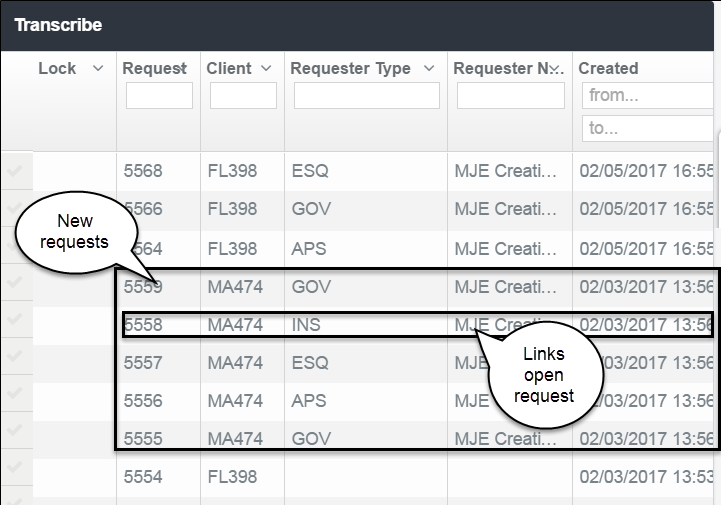 Transcribe
Lock Request Client Requester Type Requester N... Created
from...
to...
5568 FL398 ESQ MJE Creati... 02/05/2017 16:55
New requests
566 FL398 GOV MJE Creati... 02/05/2017 16:55
564 FL398 APS MJE Creati... 02/05/2017 16:55
5559 MA474 GOV MJE Creati... 02/03/2017 13:56
5558 MA474 INS MJE Creati... 02/03/2017 13:56
Links open request
5557 MA474 ESQ MJE 02/03/2017 13:56
5556 MA474 APS MJE 02/03/2017 13:56
5555 MA474 GOV MJE Creati... 02/03/2017 13:56
5554 FL398 02/03/2017 13:53